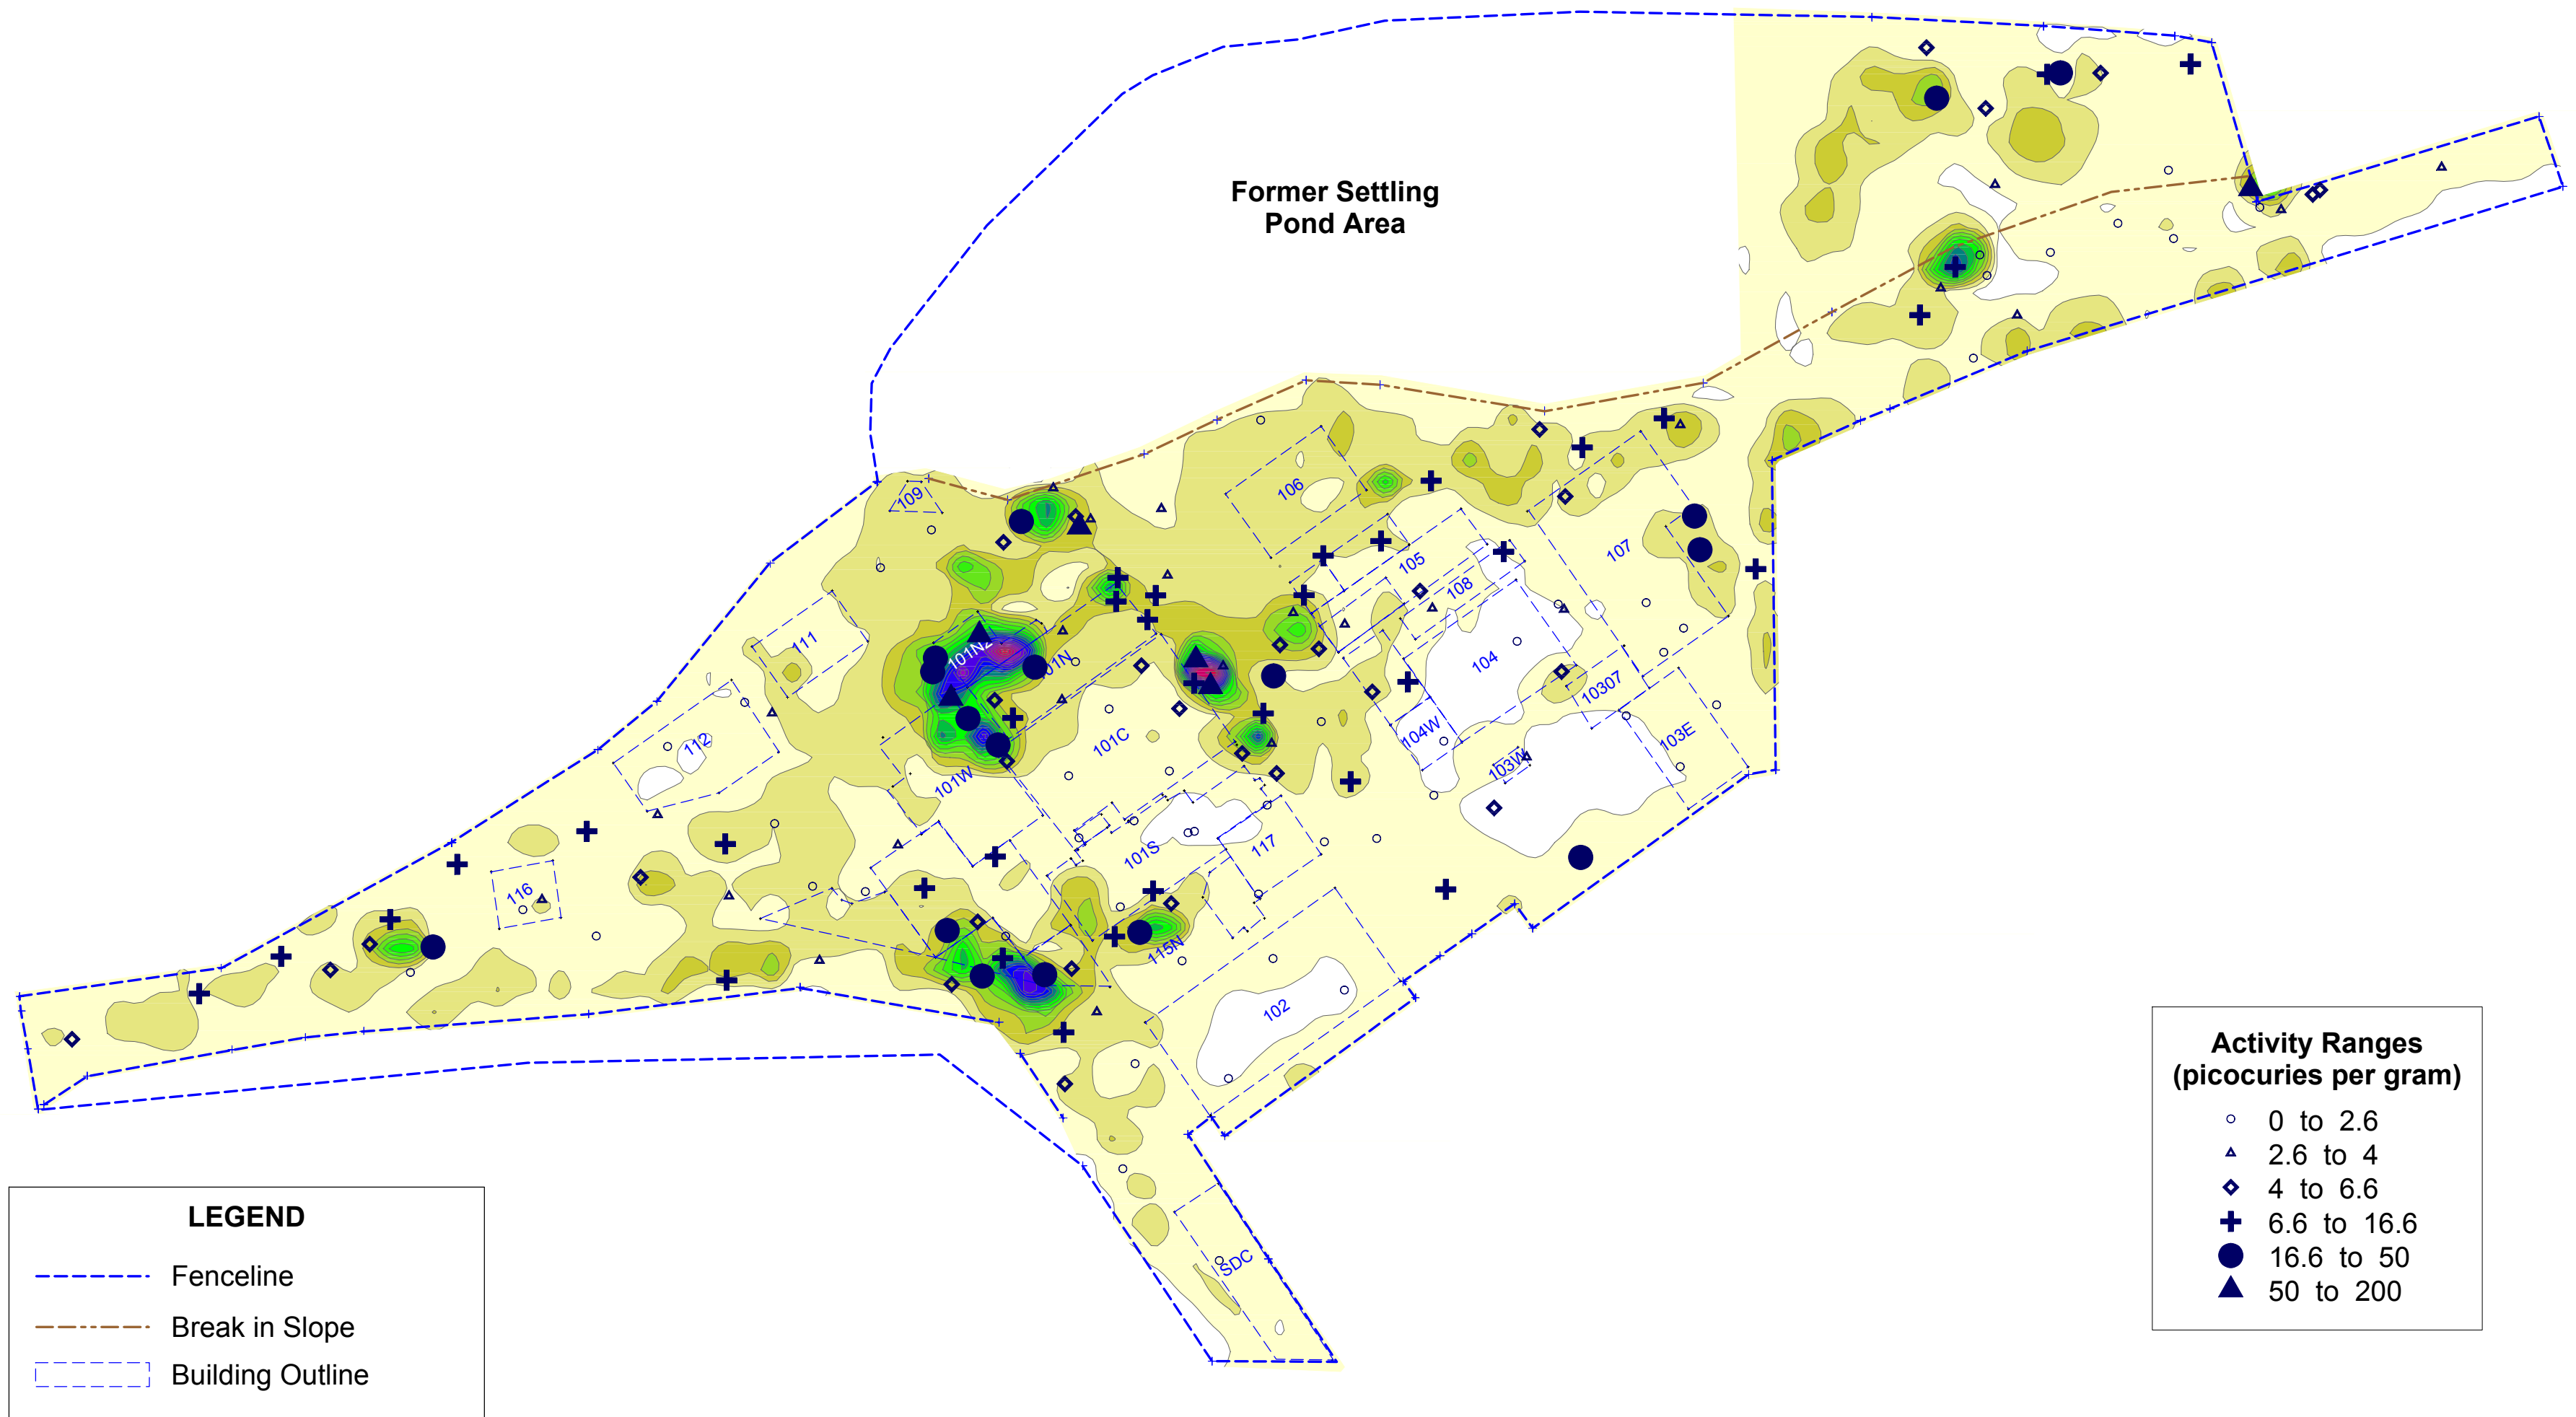 Former Settling
Pond Area
109
106
107
105
108
111
101N2
101N
104
10307
112
104W
103E
101C
103W
101W
101S
117
116
115N
102
SDC
Activity Ranges
(picocuries per gram)
0 to 2.6
2.6 to 4
4 to 6.6
6.6 to 16.6
16.6 to 50
50 to 200
LEGEND
Fenceline
Break in Slope
Building Outline